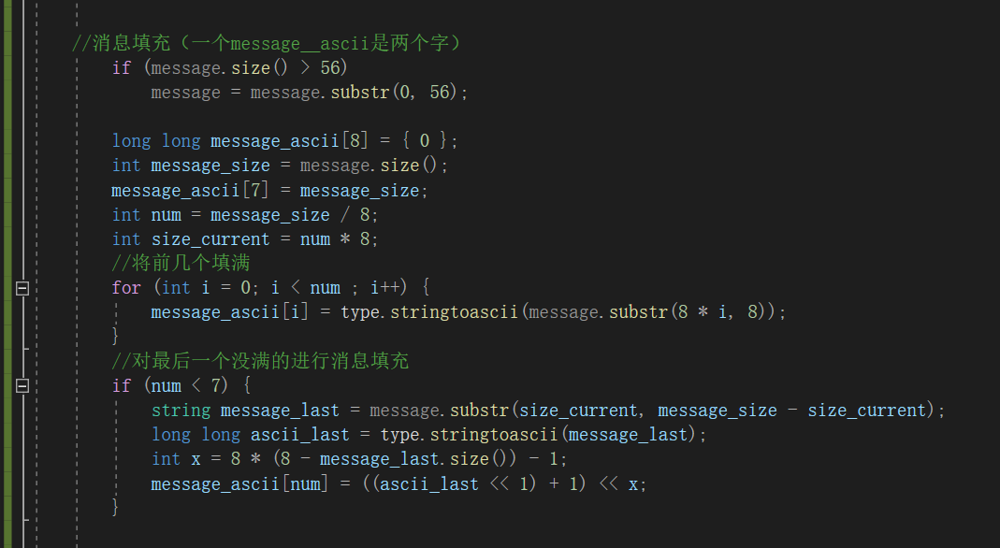 //消息填充（一个message__ascii是两个字）
if (message.size() > 56)
message = message.substr(0, 56);
long long message_ascii[8] = { 0 };
int message_size = message.size();
message_ascii[7] = message_size;
int num = message_size / 8;
int size_current = num * 8;
//将前几个填满
for (int i = 0; i < num ; i++) {
message_ascii[i] = type.stringtoascii(message.substr(8 * i, 8));
}
//对最后一个没满的进行消息填充
if (num < 7) {
string message_last = message.substr(size_current, message_size - size_current);
long long ascii_last = type.stringtoascii(message_last);
int x = 8 * (8 - message_last.size()) - 1;
message_ascii[num] = ((ascii_last << 1) + 1) << x;
}